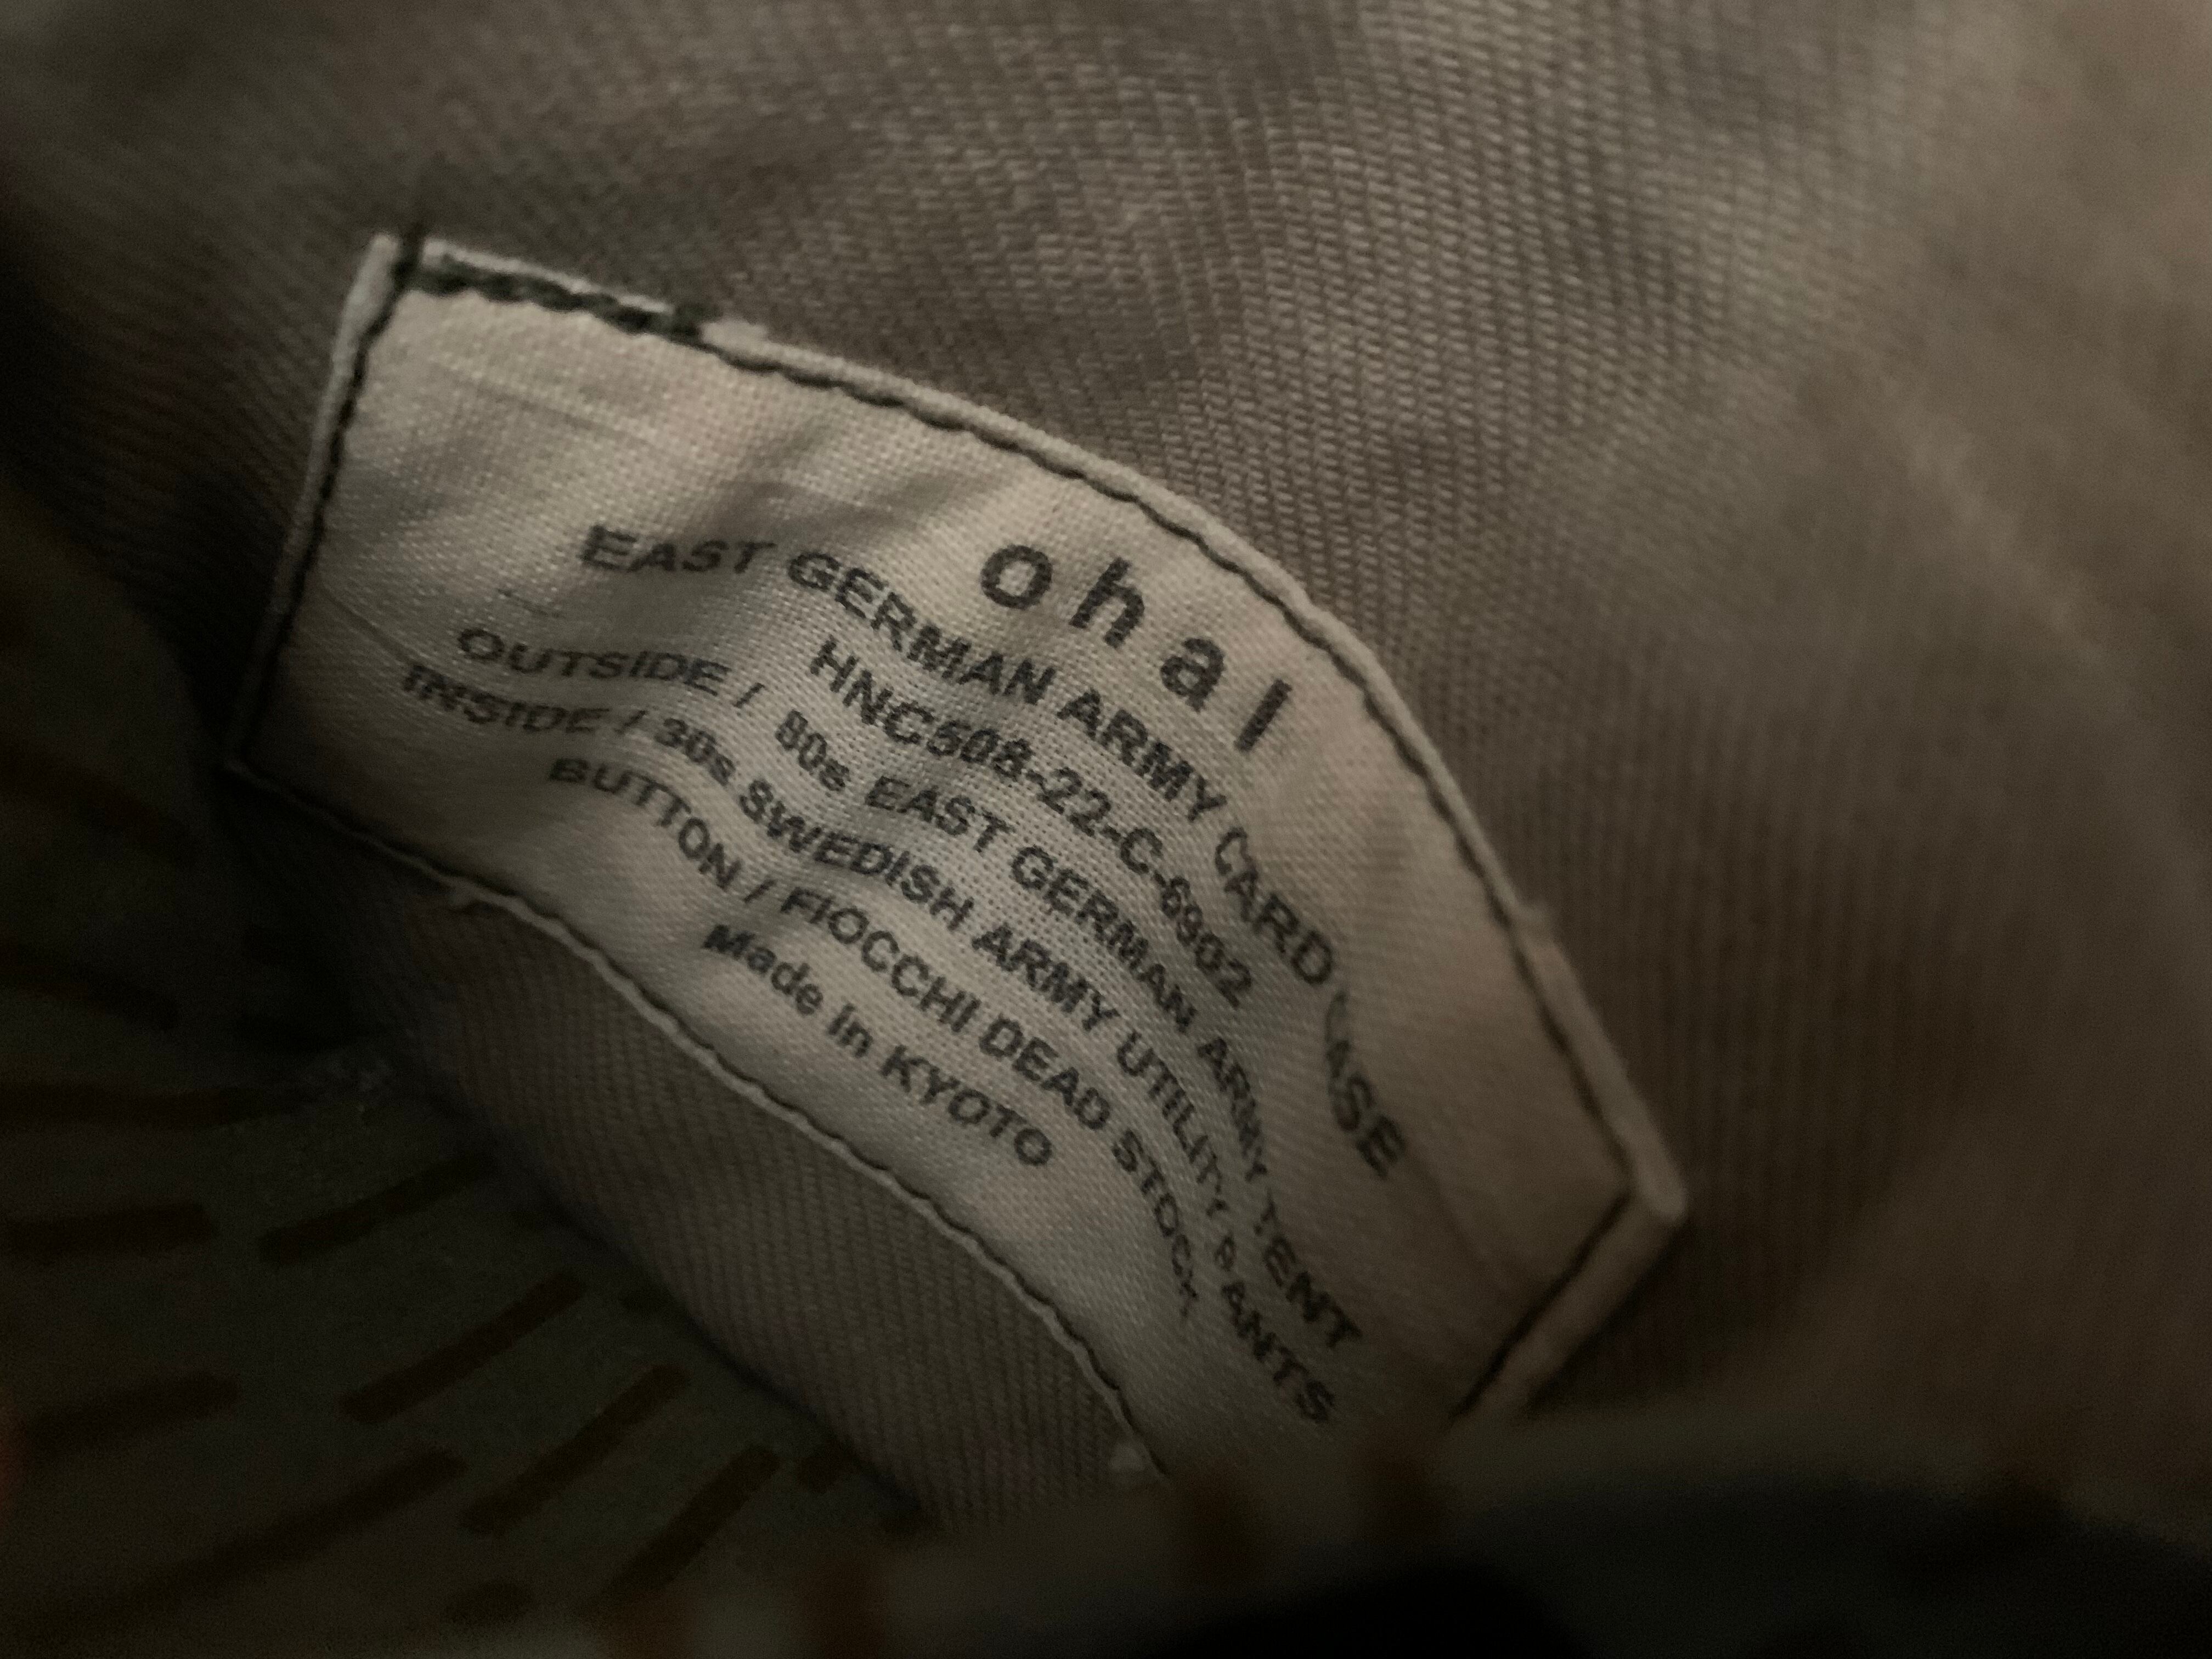 ohal
EAST GERMAN ARMY CARD CASE
HNC508-22-C-6902
OUTSIDE / 80s EAST GERMAN ARMY TENT
INSIDE / 30s SWEDISH ARMY UTILITY PANTS
BUTTON / FIOCCHI DEAD STOCK
Made in KYOTO